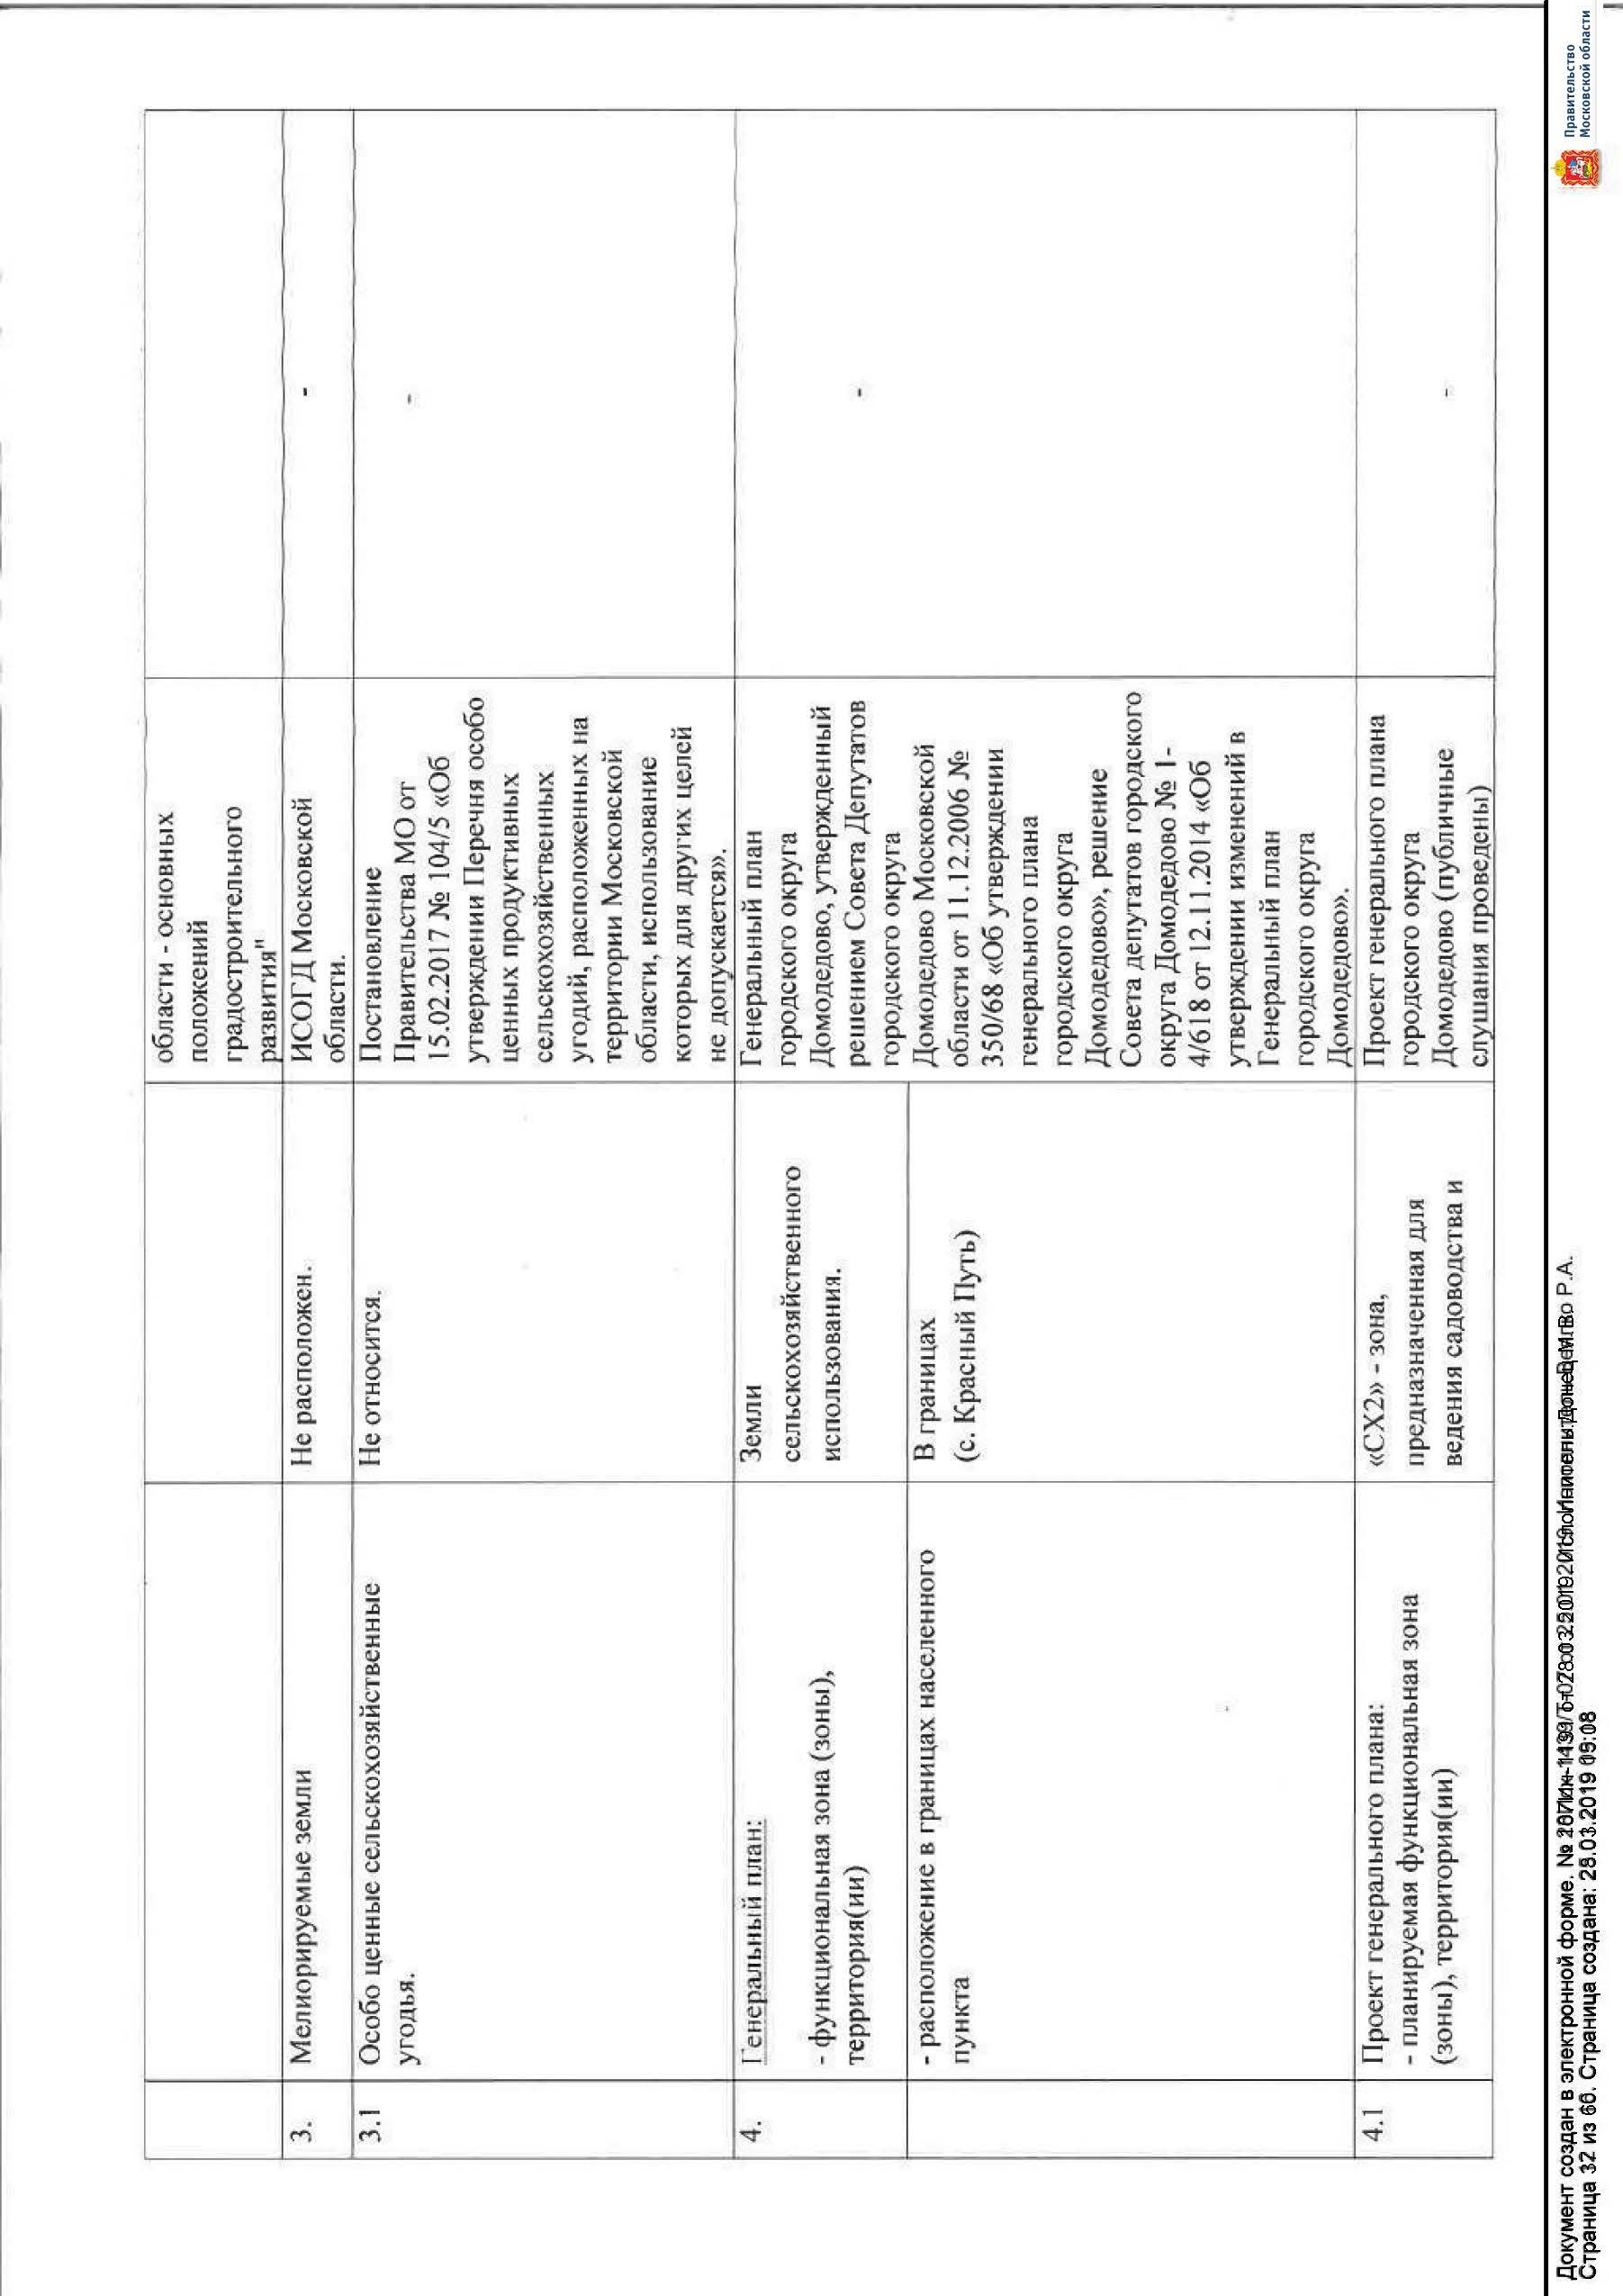 области - основных
положений
градостроительного
развития"
3.
Мелиорируемые земли
Не расположен.
ИСОГД Московской
области.
-
3.1
Особо ценные сельскохозяйственные
угодья.
Не относится.
Постановление
Правительства МО от
15.02.2017 № 104/5 «Об
утверждении Перечня особо
ценных продуктивных
сельскохозяйственных
угодий, расположенных на
территории Московской
области, использование
которых для других целей
не допускается».
-
4.
Генеральный план:
- функциональная зона (зоны),
территория(ии)
Земли
сельскохозяйственного
использования.
- расположение в границах населенного
пункта
В границах
(с. Красный Путь)
Генеральный план
городского округа
Домодедово, утвержденный
решением Совета Депутатов
городского округа
Домодедово Московской
области от 11.12.2006 №
350/68 «Об утверждении
генерального плана
городского округа
Домодедово», решение
Совета депутатов городского
округа Домодедово № 1-
4/618 от 12.11.2014 «Об
утверждении изменений в
Генеральный план
городского округа
Домодедово».
-
4.1
Проект генерального плана:
- планируемая функциональная зона
(зоны), территория(ии)
«СХ2» - зона,
предназначенная для
ведения садоводства и
Проект генерального плана
городского округа
Домодедово (публичные
слушания проведены)
-
Документ создан в электронной форме. №
Страница 32 из 66. Страница создана: 28.03.2019
Правительство
Московской области